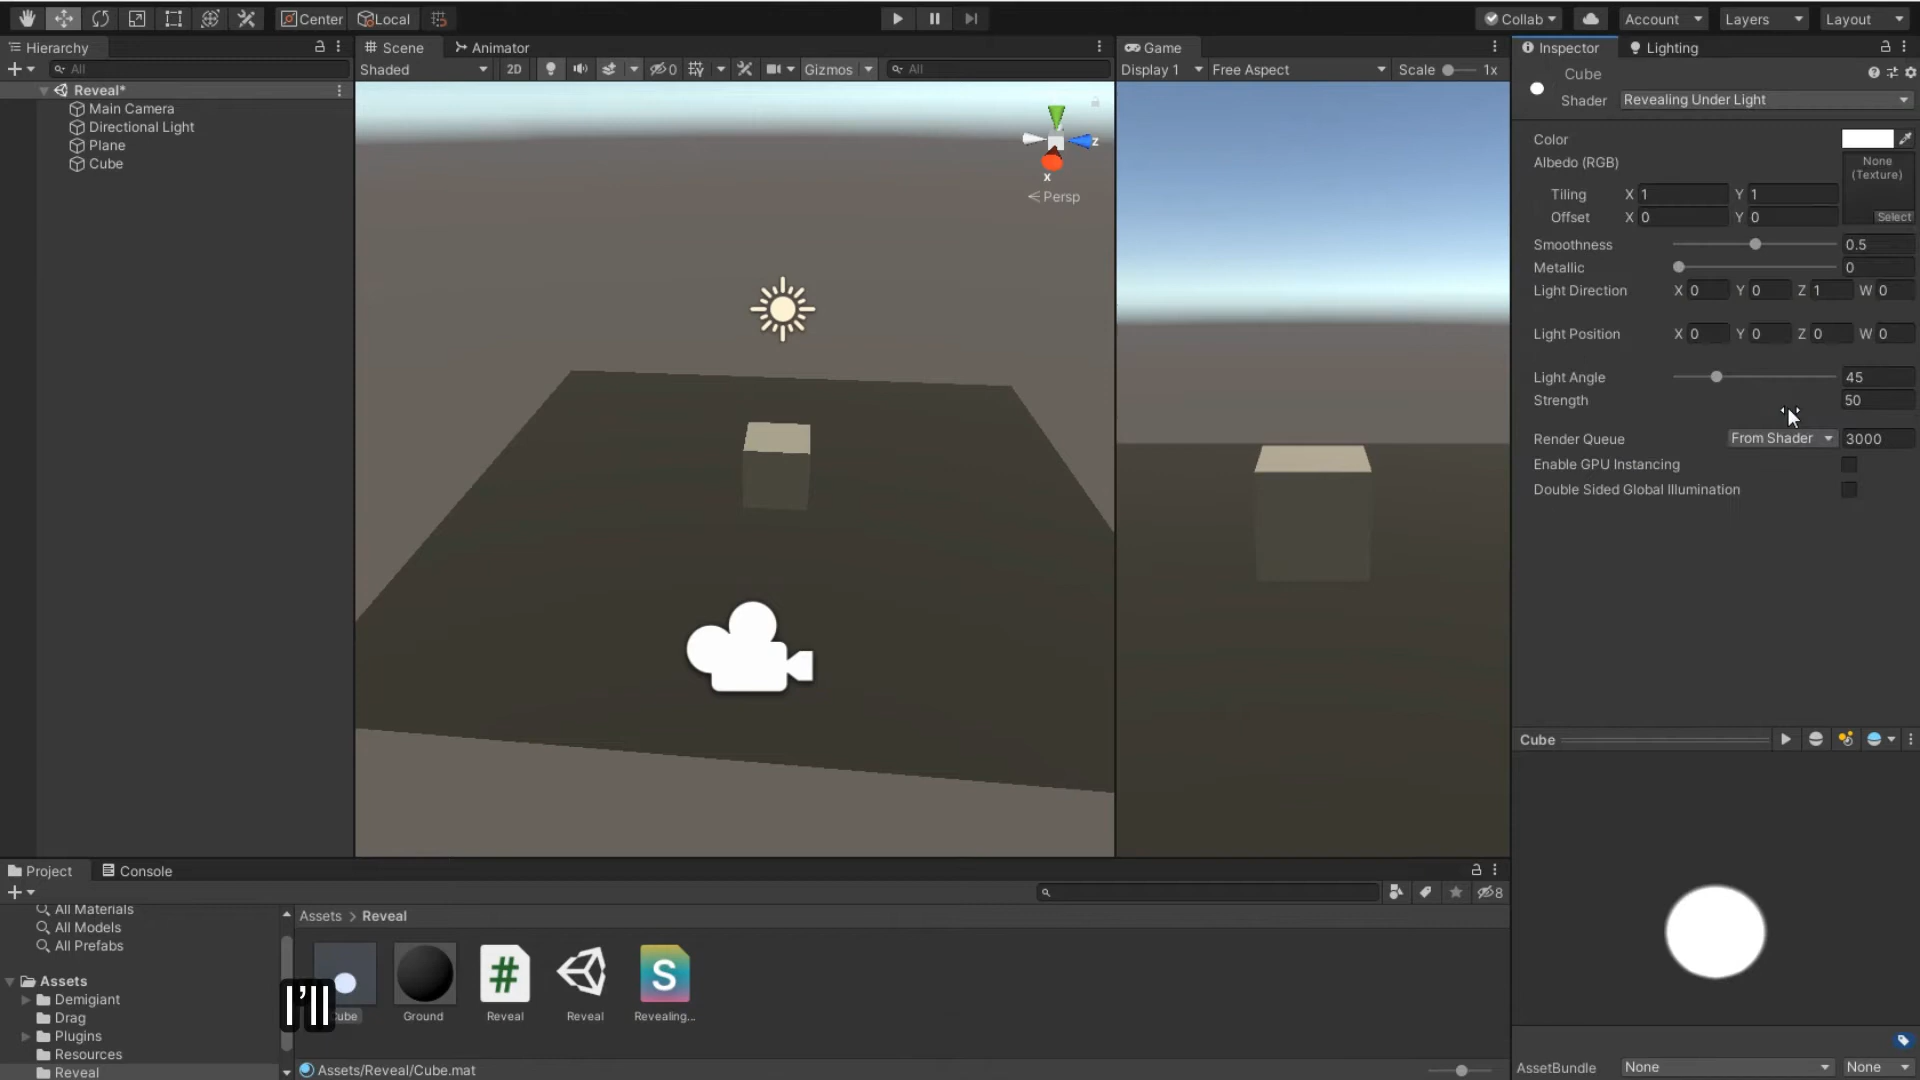 Center
Local
Collab
Account
Layers
Layout
Hierarchy
All
Reveal*
Main Camera
Directional Light
Plane
Cube
Scene
Animator
Shaded
2D
0
Gizmos
All
z
x
Persp
Game
Display 1
Free Aspect
Scale
1x
Inspector
Lighting
Cube
Shader
Revealing Under Light
Color
Albedo (RGB)
None
(Texture)
Tiling X 1 Y 1
Offset X 0 Y 0
Select
Smoothness 0.5
Metallic 0
Light Direction X 0 Y 0 Z 1 W 0
Light Position X 0 Y 0 Z 0 W 0
Light Angle 45
Strength 50
Render Queue From Shader 3000
Enable GPU Instancing
Double Sided Global Illumination
Cube
AssetBundle None None
Project
Console
8
All Materials
All Models
All Prefabs
Assets
Demigiant
Drag
Plugins
Resources
Reveal
Assets > Reveal
#
S
I'll
ube
Ground
Reveal
Reveal
Revealing...
Assets/Reveal/Cube.mat